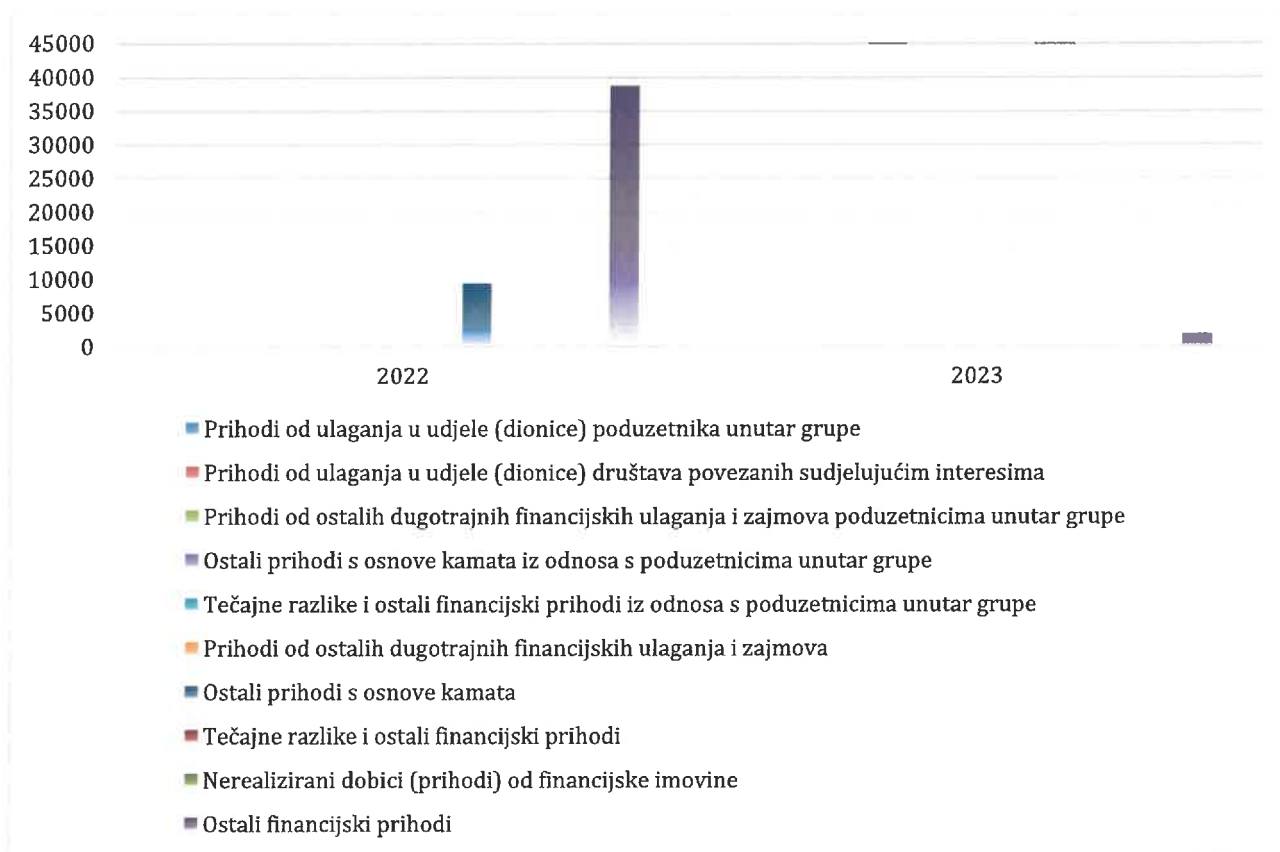 45000
40000
35000
30000
25000
20000
15000
10000
5000
0
2022 2023
Prihodi od ulaganja u udjele (dionice) poduzetnika unutar grupe
Prihodi od ulaganja u udjele (dionice) društava povezanih sudjelujućim interesima
Prihodi od ostalih dugotrajnih financijskih ulaganja i zajmova poduzetnicima unutar grupe
Ostali prihodi s osnove kamata iz odnosa s poduzetnicima unutar grupe
Tečajne razlike i ostali financijski prihodi iz odnosa s poduzetnicima unutar grupe
Prihodi od ostalih dugotrajnih financijskih ulaganja i zajmova
Ostali prihodi s osnove kamata
Tečajne razlike i ostali financijski prihodi
Nerealizirani dobici (prihodi) od financijske imovine
Ostali financijski prihodi